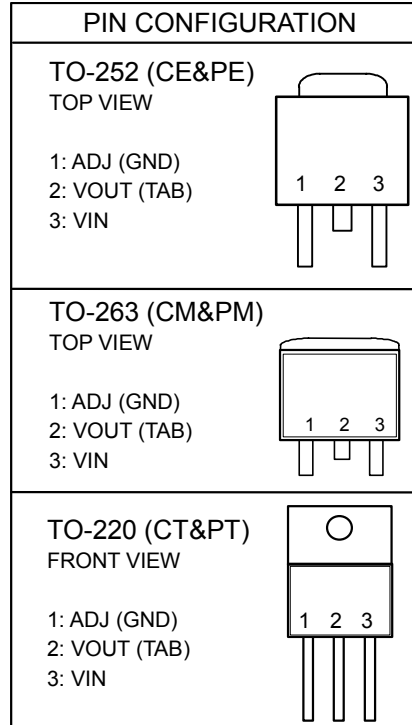 PIN CONFIGURATION
TO-252 (CE&PE)
TOP VIEW
1: ADJ (GND)
2: VOUT (TAB)
3: VIN
1 2 3
TO-263 (CM&PM)
TOP VIEW
1: ADJ (GND)
2: VOUT (TAB)
3: VIN
1 2 3
TO-220 (CT&PT)
FRONT VIEW
1: ADJ (GND)
2: VOUT (TAB)
3: VIN
1 2 3